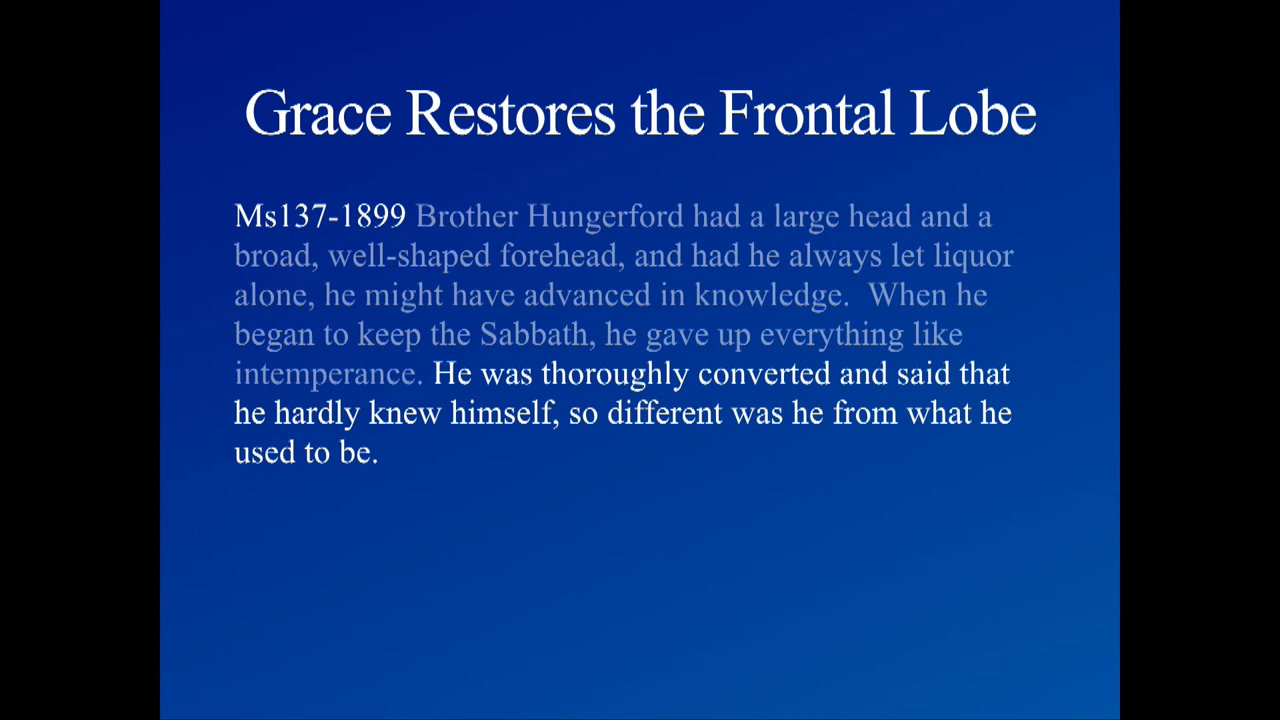 Grace Restores the Frontal Lobe
Ms137-1899 Brother Hungerford had a large head and a
broad, well-shaped forehead, and had he always let liquor
alone, he might have advanced in knowledge.  When he
began to keep the Sabbath, he gave up everything like
intemperance. He was thoroughly converted and said that
he hardly knew himself, so different was he from what he
used to be.